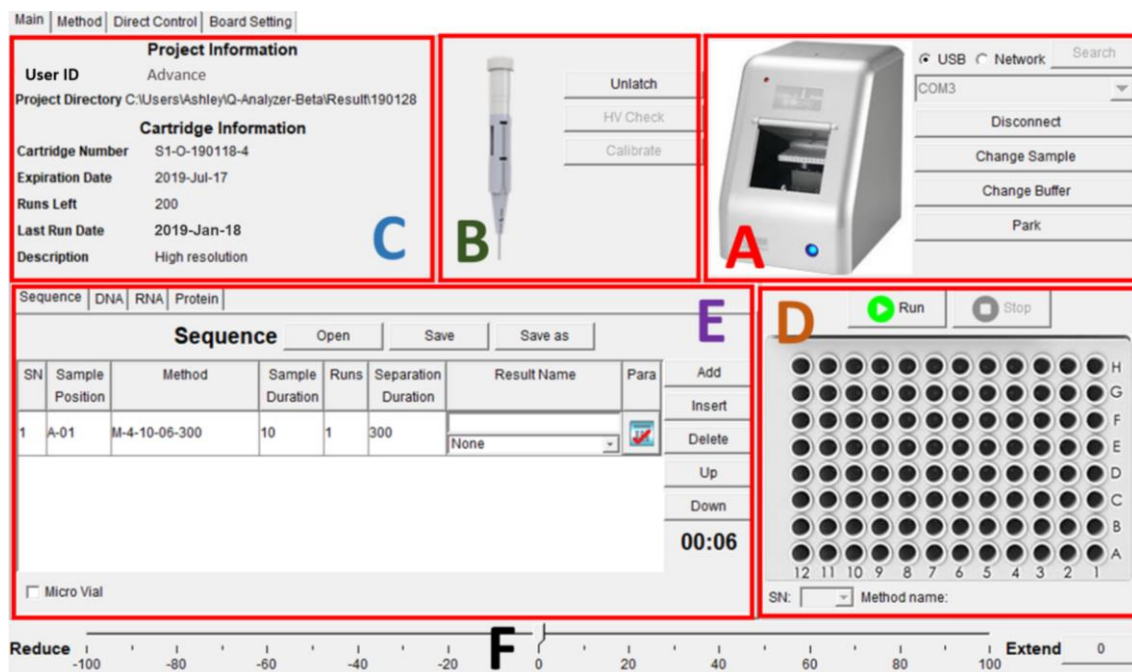 Main Method Direct Control Board Setting
Project Information
User ID Advance
Project Directory C:\Users\Ashley\Q-Analyzer-Beta\Result\190128
Cartridge Information
Cartridge Number S1-O-190118-4
Expiration Date 2019-Jul-17
Runs Left 200
Last Run Date 2019-Jan-18
Description High resolution
C
Unlatch
HV Check
Calibrate
B
USB Network Search
COM3
Disconnect
Change Sample
Change Buffer
Park
A
Sequence DNA RNA Protein
E
Sequence Open Save Save as
SN Sample Position Method Sample Duration Runs Separation Duration Result Name Para
1 A-01 M-4-10-06-300 10 1 300 None
Add
Insert
Delete
Up
Down
00:06
Micro Vial
D
Run Stop
H
G
F
E
D
C
B
A
12 11 10 9 8 7 6 5 4 3 2 1
SN: Method name:
Reduce F Extend 0
-100 -80 -60 -40 -20 0 20 40 60 80 100